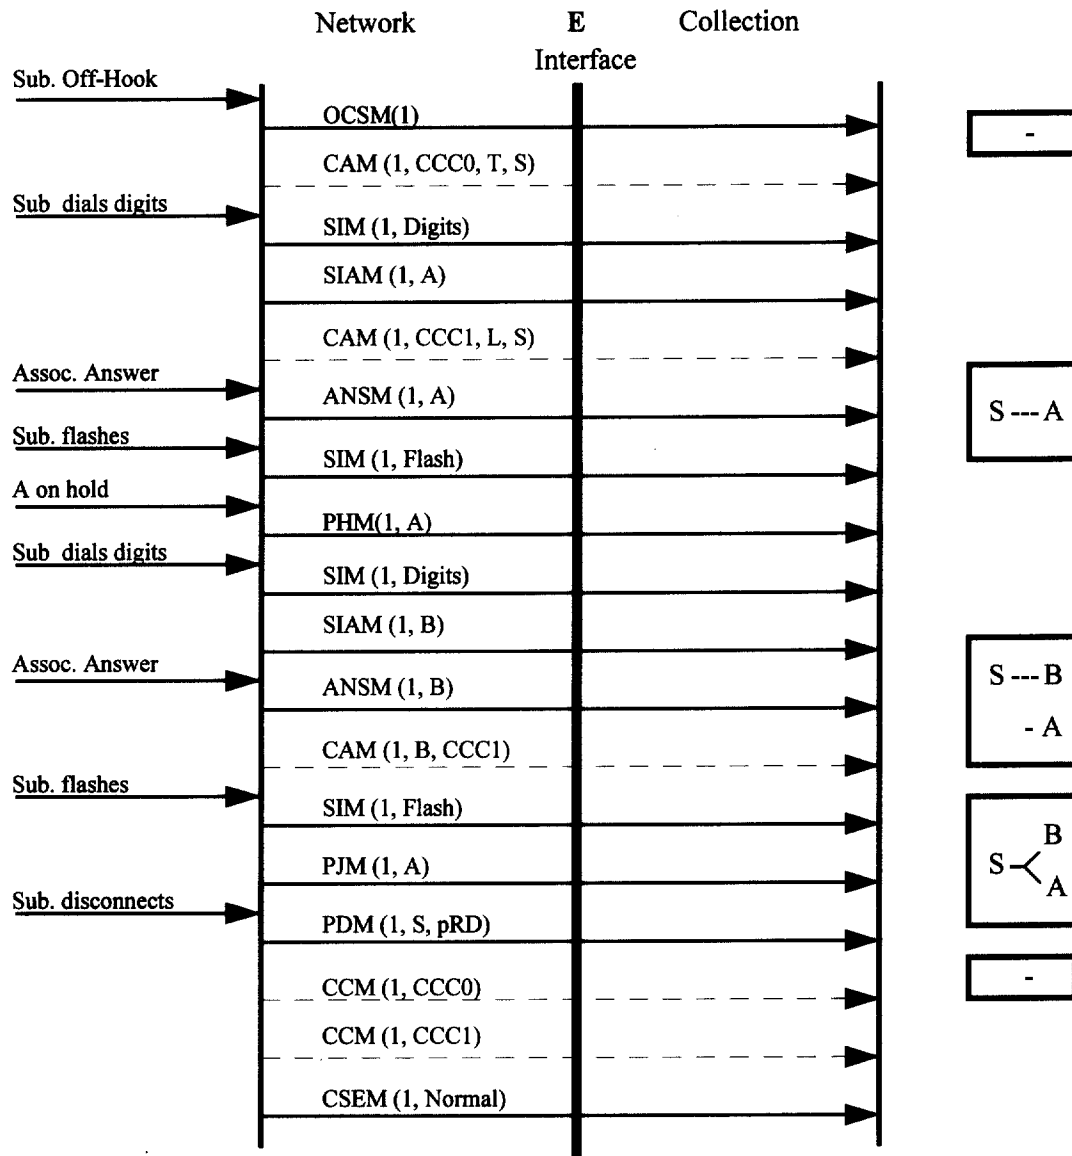 Network E Collection
Interface
Sub. Off-Hook
OCSM(1)
-
CAM (1, CCC0, T, S)
Sub dials digits
SIM (1, Digits)
SIAM (1, A)
CAM (1, CCC1, L, S)
Assoc. Answer
ANSM (1, A)
S --- A
Sub. flashes
SIM (1, Flash)
A on hold
PHM(1, A)
Sub dials digits
SIM (1, Digits)
SIAM (1, B)
Assoc. Answer
ANSM (1, B)
S --- B
- A
CAM (1, B, CCC1)
Sub. flashes
SIM (1, Flash)
B
S
A
PJM (1, A)
Sub. disconnects
PDM (1, S, pRD)
CCM (1, CCC0)
-
CCM (1, CCC1)
CSEM (1, Normal)